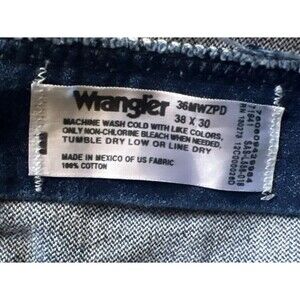 Wrangler 36MWZPD
38 X 30
MACHINE WASH COLD WITH LIKE COLORS,
ONLY NON-CHLORINE BLEACH WHEN NEEDED,
TUMBLE DRY LOW OR LINE DRY
MADE IN MEXICO OF US FABRIC
100% COTTON